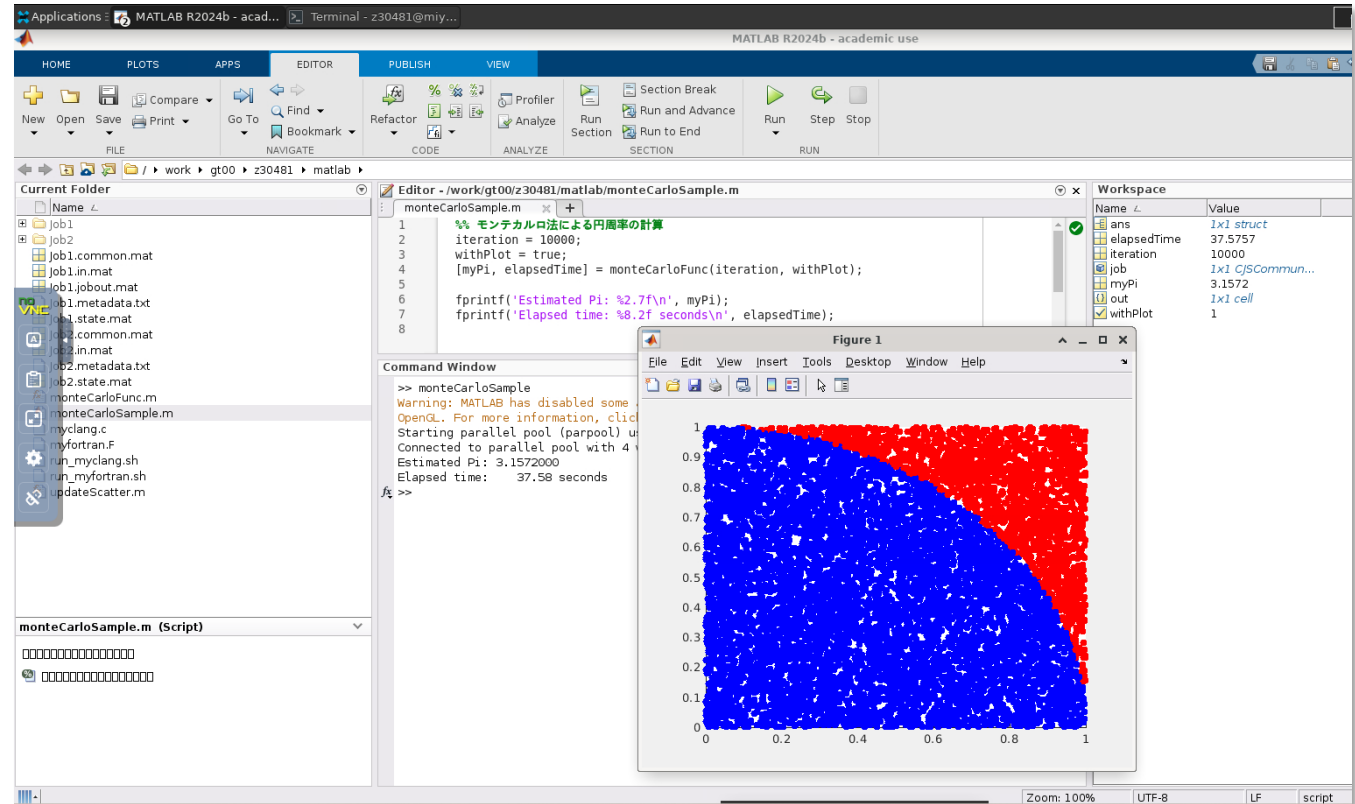 Applications
MATLAB R2024b - acad...
Terminal - z30481@miy...
MATLAB R2024b - academic use
HOME PLOTS APPS EDITOR PUBLISH VIEW
New Open Save Compare Print
Go To Find Bookmark
Refactor
Profiler Analyze
Run Section
Section Break
Run and Advance
Run to End
Run Step Stop
FILE NAVIGATE CODE ANALYZE SECTION RUN
/ work gt00 z30481 matlab
Current Folder
Name
Job1
Job2
Job1.common.mat
Job1.in.mat
Job1.jobout.mat
Job1.metadata.txt
Job1.state.mat
Job2.common.mat
Job2.in.mat
Job2.metadata.txt
Job2.state.mat
monteCarloFunc.m
monteCarloSample.m
myclang.c
myfortran.F
run_myclang.sh
run_myfortran.sh
updateScatter.m
noVNC
monteCarloSample.m (Script)
Editor - /work/gt00/z30481/matlab/monteCarloSample.m
monteCarloSample.m
1 %% モンテカルロ法による円周率の計算
2 iteration = 10000;
3 withPlot = true;
4 [myPi, elapsedTime] = monteCarloFunc(iteration, withPlot);
5
6 fprintf('Estimated Pi: %2.7f\n', myPi);
7 fprintf('Elapsed time: %8.2f seconds\n', elapsedTime);
8
Command Window
>> monteCarloSample
Warning: MATLAB has disabled some
OpenGL. For more information, clic
Starting parallel pool (parpool) u
Connected to parallel pool with 4
Estimated Pi: 3.1572000
Elapsed time: 37.58 seconds
fx >>
Workspace
Name Value
ans 1x1 struct
elapsedTime 37.5757
iteration 10000
job 1x1 CJSCommun...
myPi 3.1572
out 1x1 cell
withPlot 1
Figure 1
File Edit View Insert Tools Desktop Window Help
1
0.9
0.8
0.7
0.6
0.5
0.4
0.3
0.2
0.1
0
0 0.2 0.4 0.6 0.8 1
Zoom: 100% UTF-8 LF script